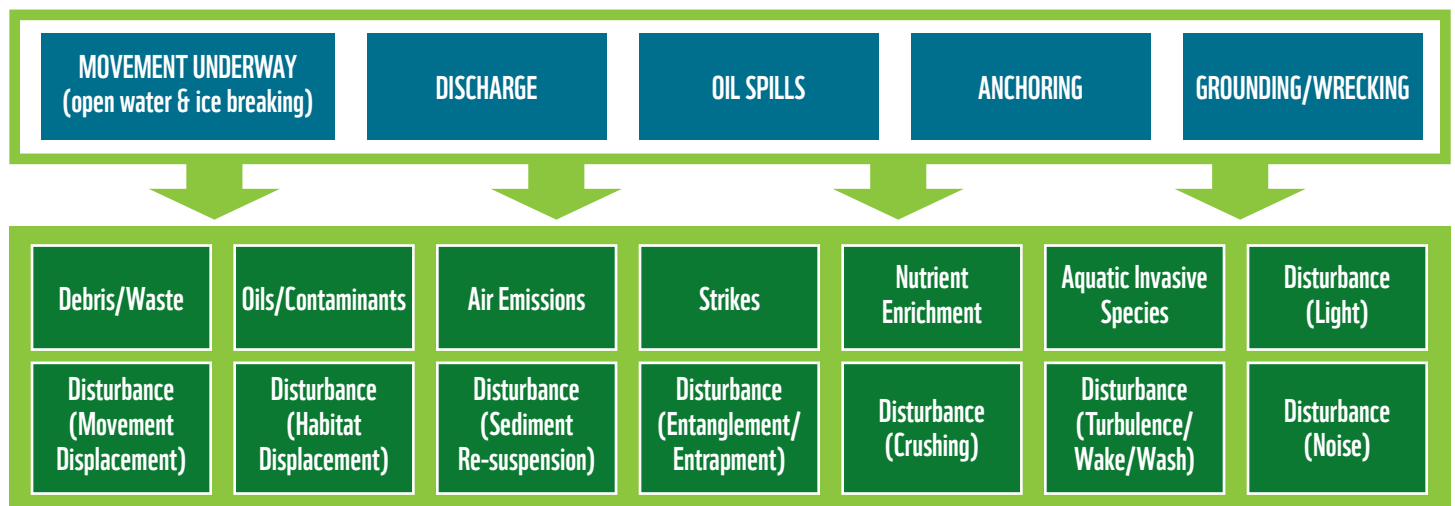 MOVEMENT UNDERWAY
(open water & ice breaking)
DISCHARGE
OIL SPILLS
ANCHORING
GROUNDING/WRECKING
Debris/Waste
Oils/Contaminants
Air Emissions
Strikes
Nutrient
Enrichment
Aquatic Invasive
Species
Disturbance
(Light)
Disturbance
(Movement
Displacement)
Disturbance
(Habitat
Displacement)
Disturbance
(Sediment
Re-suspension)
Disturbance
(Entanglement/
Entrapment)
Disturbance
(Crushing)
Disturbance
(Turbulence/
Wake/Wash)
Disturbance
(Noise)